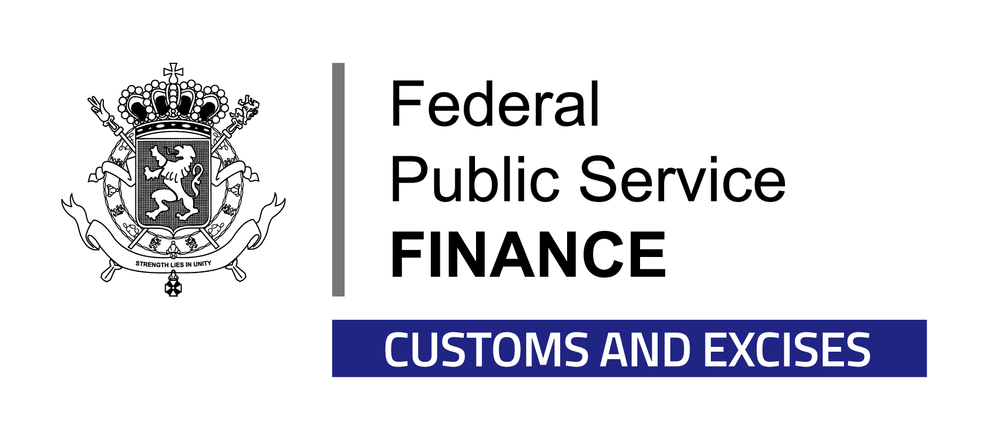 STRENGTH LIES IN UNITY
Federal
Public Service
FINANCE
CUSTOMS AND EXCISES